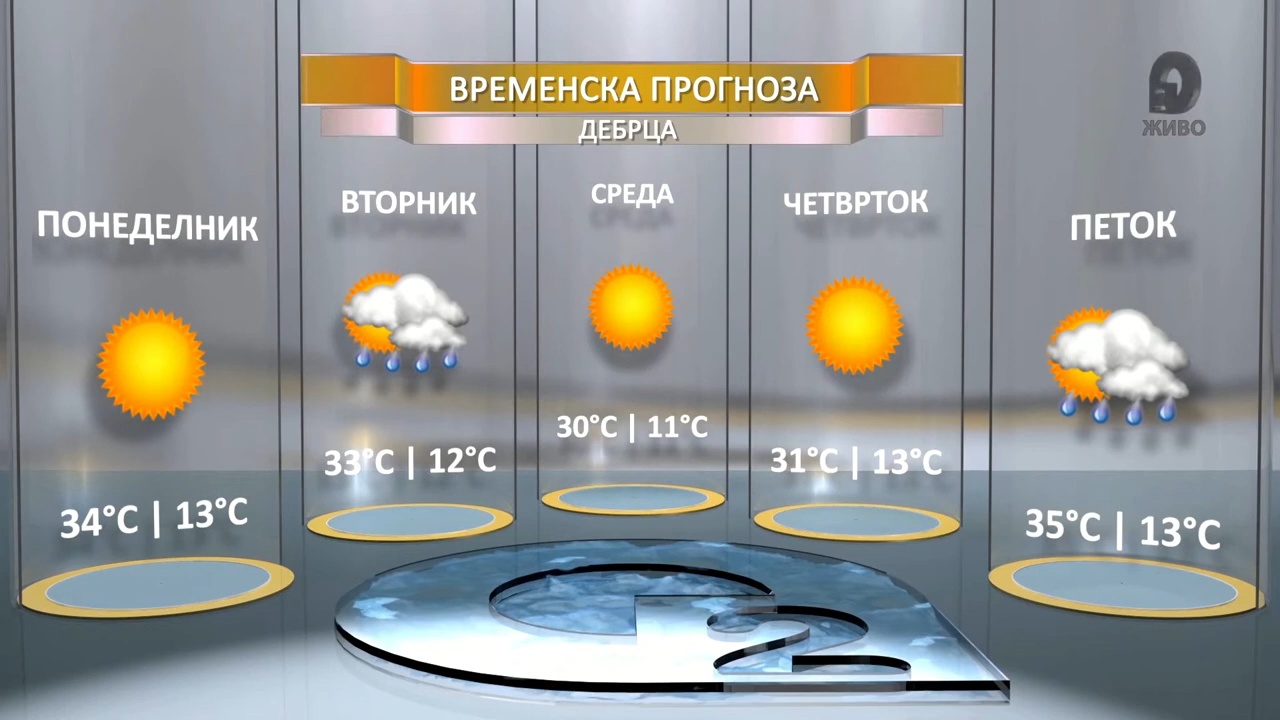 ВРЕМЕНСКА ПРОГНОЗА
ДЕБРЦА
ЖИВО
ПОНЕДЕЛНИК
34°C | 13°C
ВТОРНИК
33°C | 12°C
СРЕДА
30°C | 11°C
ЧЕТВРТОК
31°C | 13°C
ПЕТОК
35°C | 13°C
2